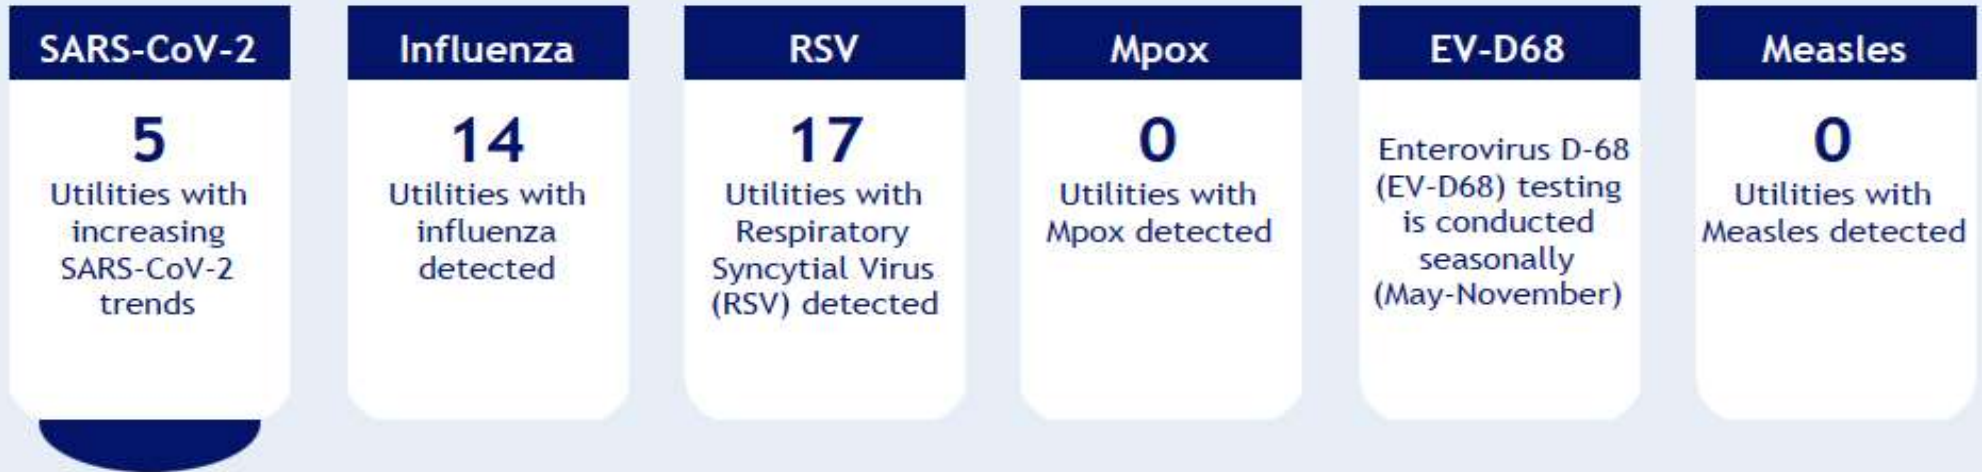 SARS-CoV-2
5
Utilities with
increasing
SARS-CoV-2
trends
Influenza
14
Utilities with
influenza
detected
RSV
17
Utilities with
Respiratory
Syncytial Virus
(RSV) detected
Mpox
0
Utilities with
Mpox detected
EV-D68
Enterovirus D-68
(EV-D68) testing
is conducted
seasonally
(May-November)
Measles
0
Utilities with
Measles detected